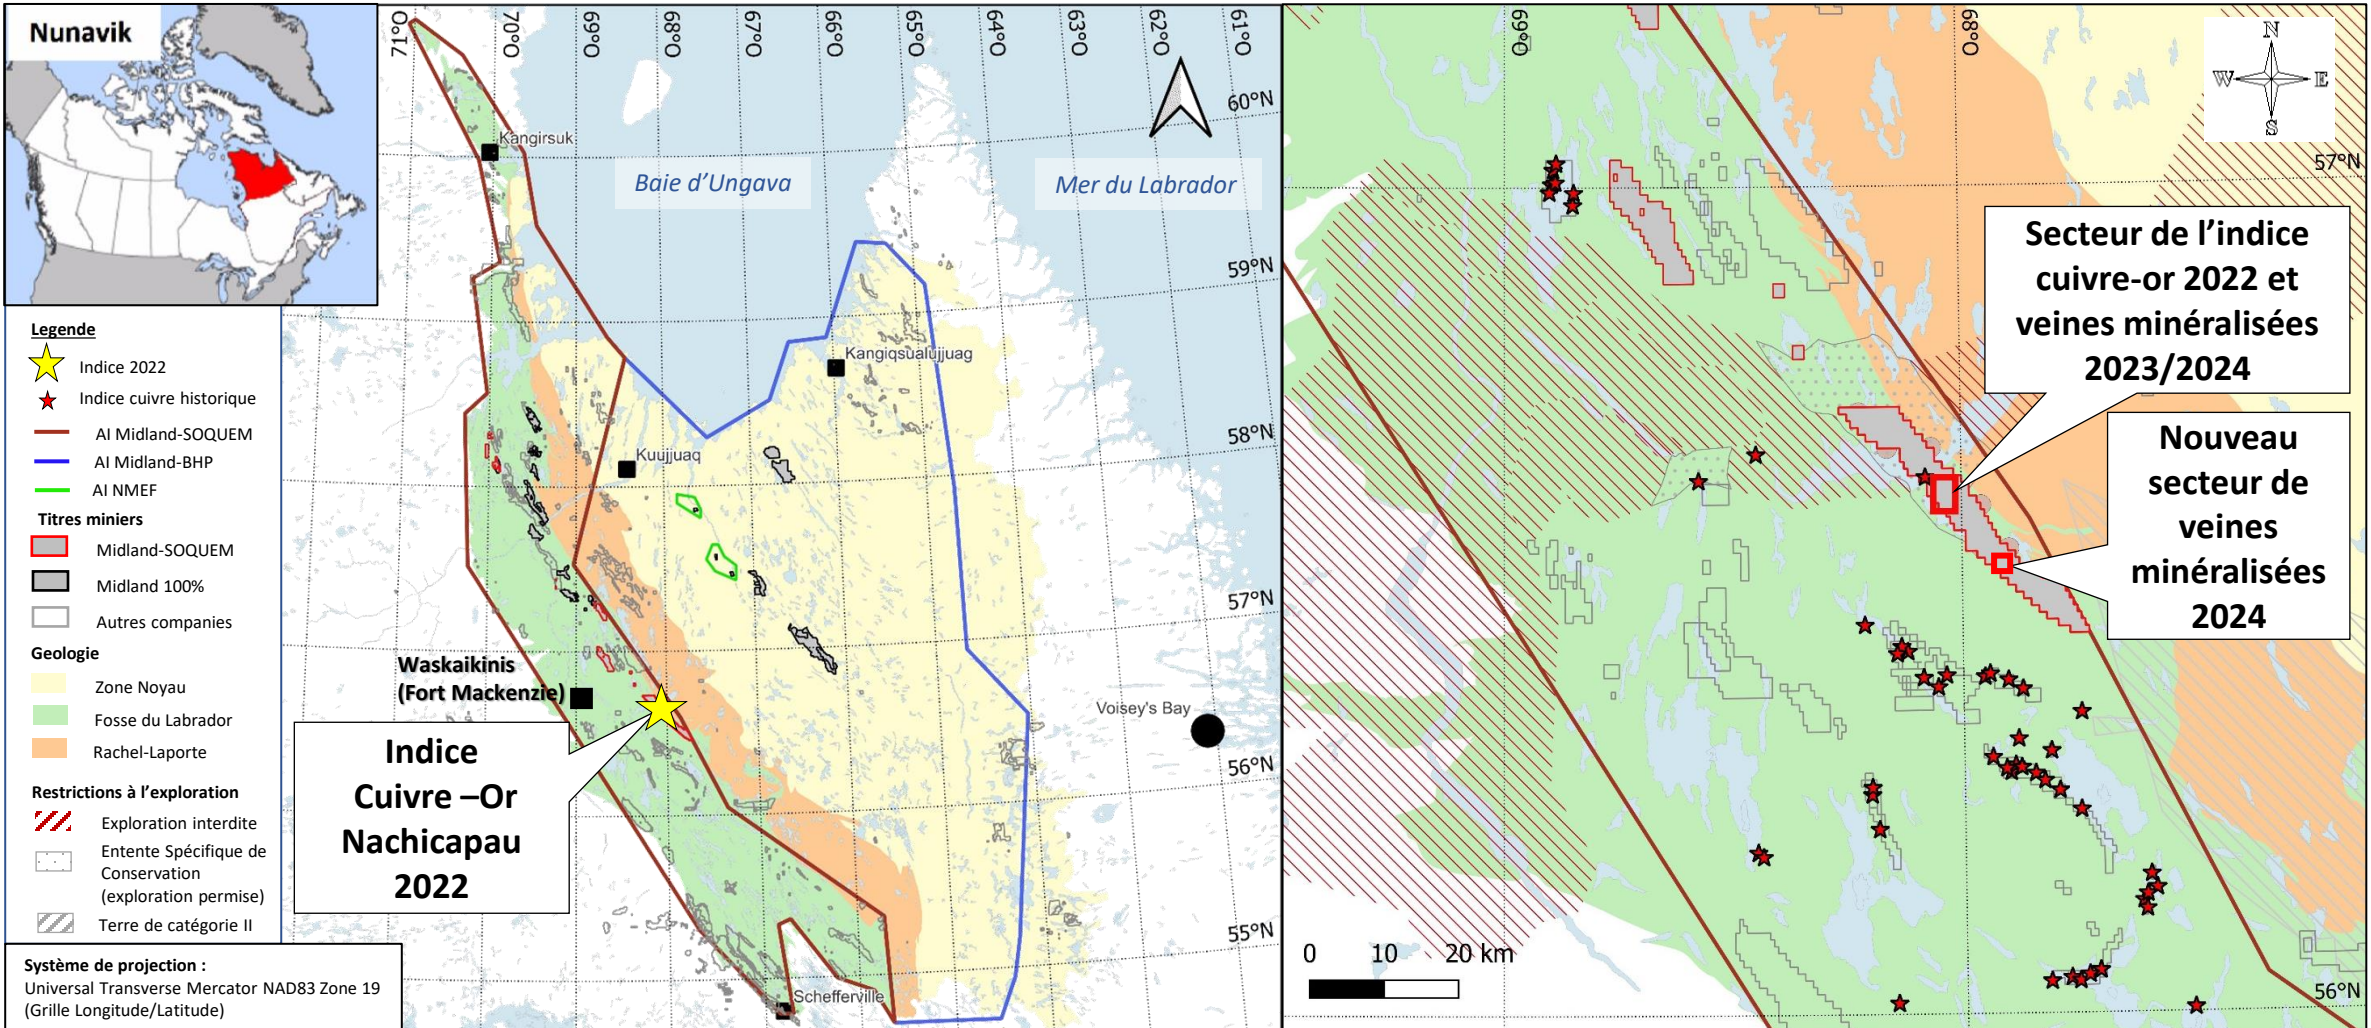 Nunavik
71°O
70°O
69°O
68°O
67°O
66°O
65°O
64°O
63°O
62°O
61°O
60°N
59°N
58°N
57°N
56°N
55°N
Kangirsuk
Baie d'Ungava
Mer du Labrador
Kangiqsualujjuag
Kuujjuaq
Waskaikinis
(Fort Mackenzie)
Voisey's Bay
Indice
Cuivre –Or
Nachicapau
2022
Schefferville
Legende
Indice 2022
Indice cuivre historique
AI Midland-SOQUEM
AI Midland-BHP
AI NMEF
Titres miniers
Midland-SOQUEM
Midland 100%
Autres companies
Geologie
Zone Noyau
Fosse du Labrador
Rachel-Laporte
Restrictions à l'exploration
Exploration interdite
Entente Spécifique de
Conservation
(exploration permise)
Terre de catégorie II
Système de projection :
Universal Transverse Mercator NAD83 Zone 19
(Grille Longitude/Latitude)
69°O
68°O
N
W
E
S
57°N
Secteur de l'indice
cuivre-or 2022 et
veines minéralisées
2023/2024
Nouveau
secteur de
veines
minéralisées
2024
0 10 20 km
56°N